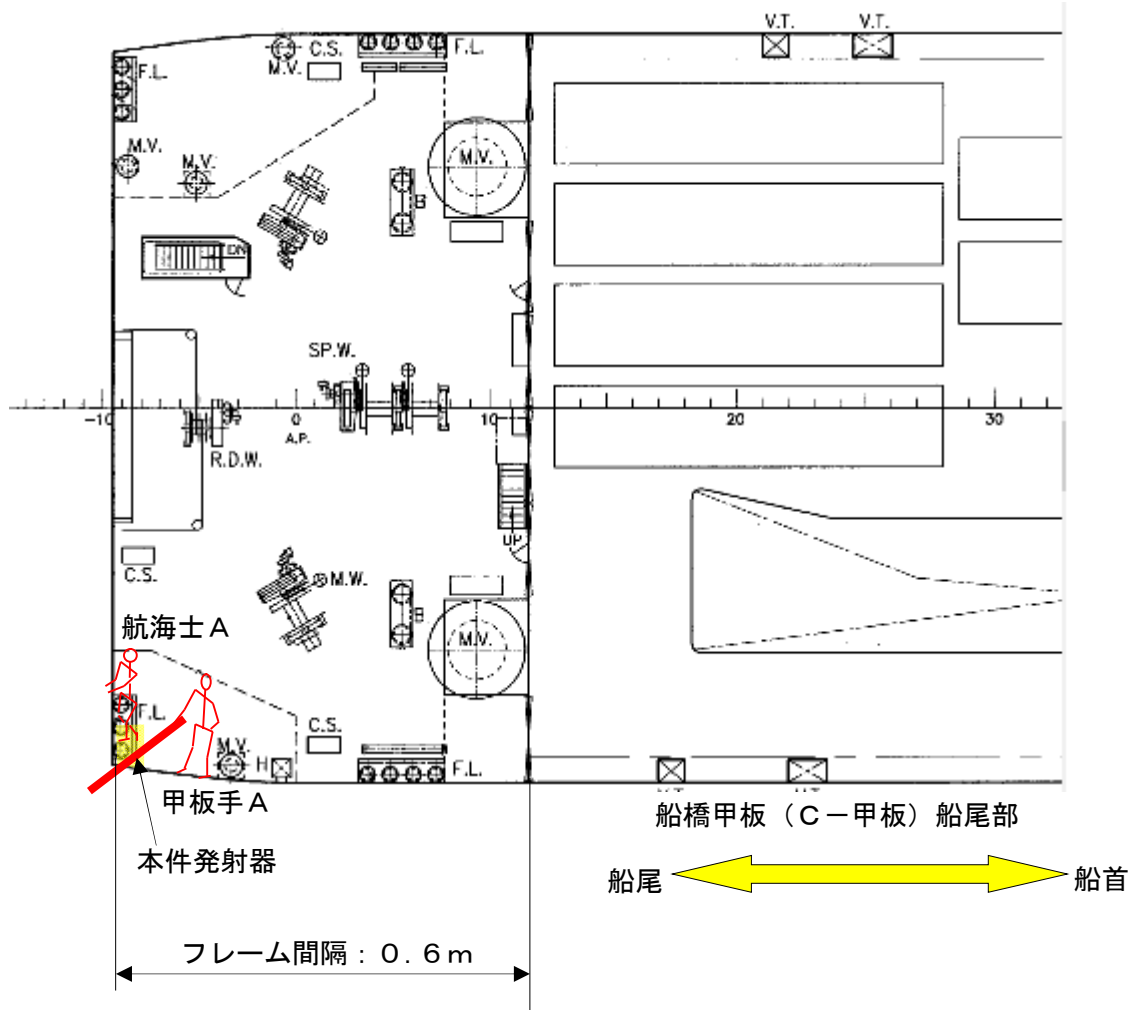 V.T.
V.T.
C.S.
F.L.
M.V.
F.L.
M.V.
M.V.
M.V.
B
DN
SP.W.
-10
0
10
20
30
A.P.
R.D.W.
UP
C.S.
M.W.
B
航海士A
M.V.
F.L.
C.S.
M.V.
H
F.L.
甲板手A
船橋甲板（C－甲板）船尾部
本件発射器
船尾
船首
フレーム間隔：0.6m